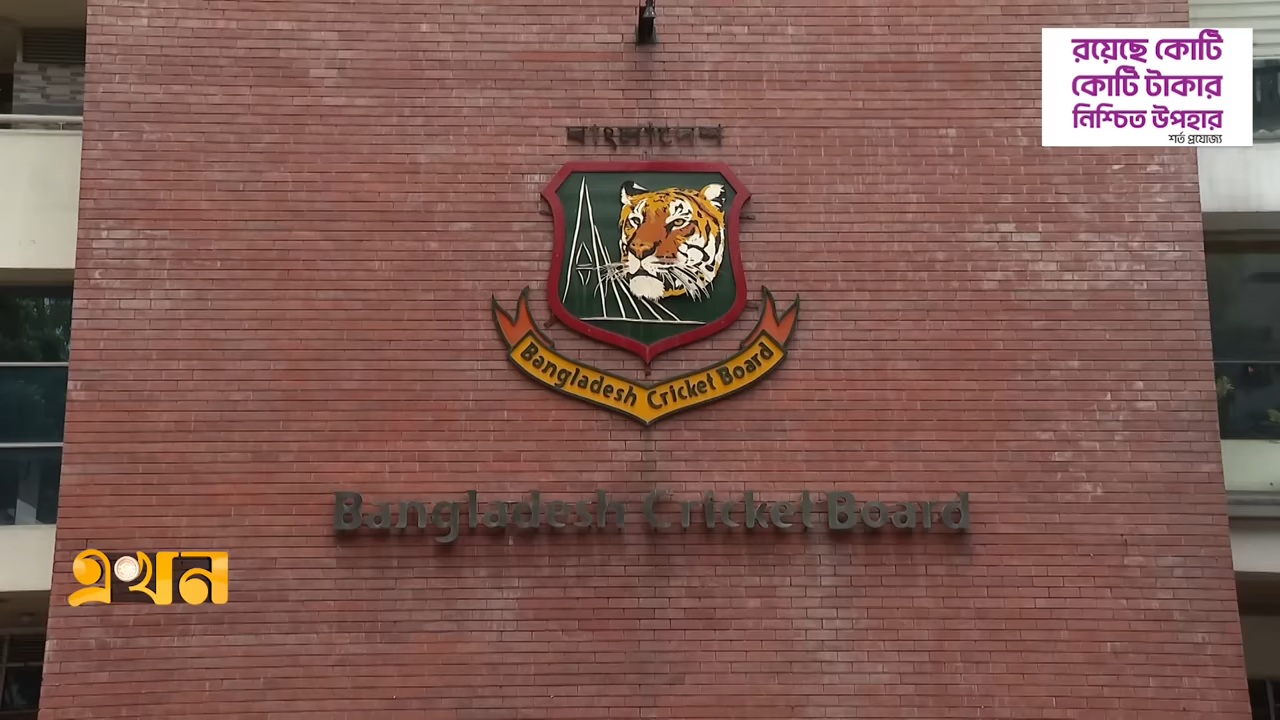 রয়েছে কোটি
কোটি টাকার
নিশ্চিত উপহার
শর্ত প্রযোজ্য
বাংলাদেশ
Bangladesh Cricket Board
Bangladesh Cricket Board
এখন